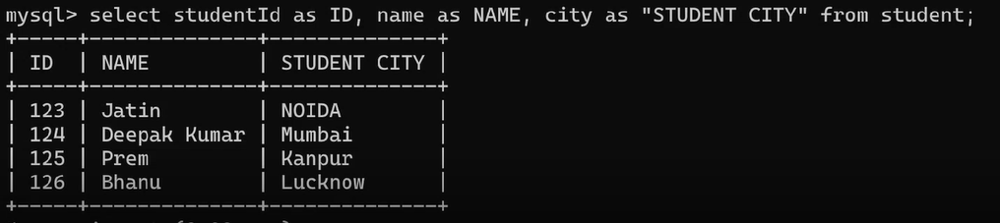 mysql> select studentId as ID, name as NAME, city as "STUDENT CITY" from student;
+-----+--------------+--------------+
| ID  | NAME         | STUDENT CITY |
+-----+--------------+--------------+
| 123 | Jatin        | NOIDA        |
| 124 | Deepak Kumar | Mumbai       |
| 125 | Prem         | Kanpur       |
| 126 | Bhanu        | Lucknow      |
+-----+--------------+--------------+